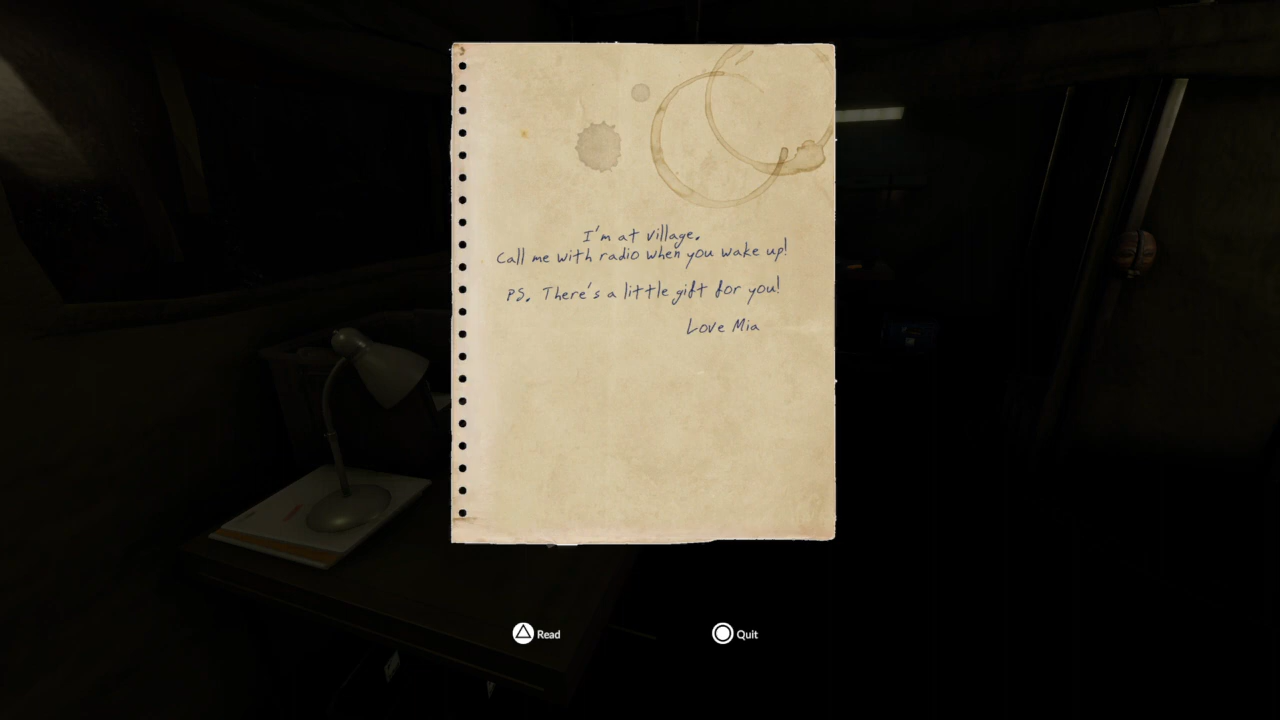 I'm at village.
Call me with radio when you wake up!
PS. There's a little gift for you!
Love Mia
Read
Quit